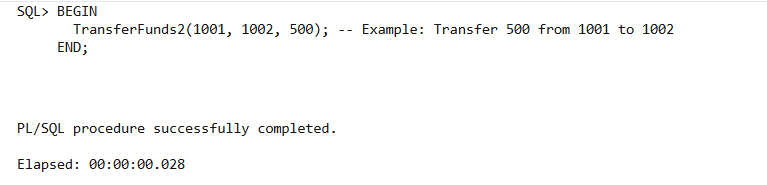 SQL> BEGIN
TransferFunds2(1001, 1002, 500); -- Example: Transfer 500 from 1001 to 1002
END;
PL/SQL procedure successfully completed.
Elapsed: 00:00:00.028